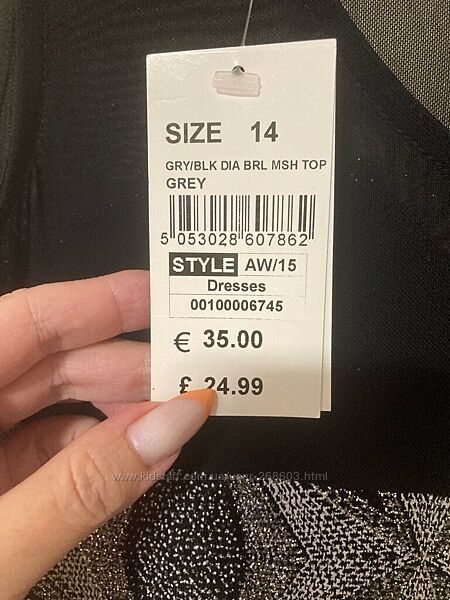 SIZE 14
GRY/BLK DIA BRL MSH TOP
GREY
5 053028 607862
STYLE AW/15
Dresses
00100006745
€ 35.00
£ 24.99